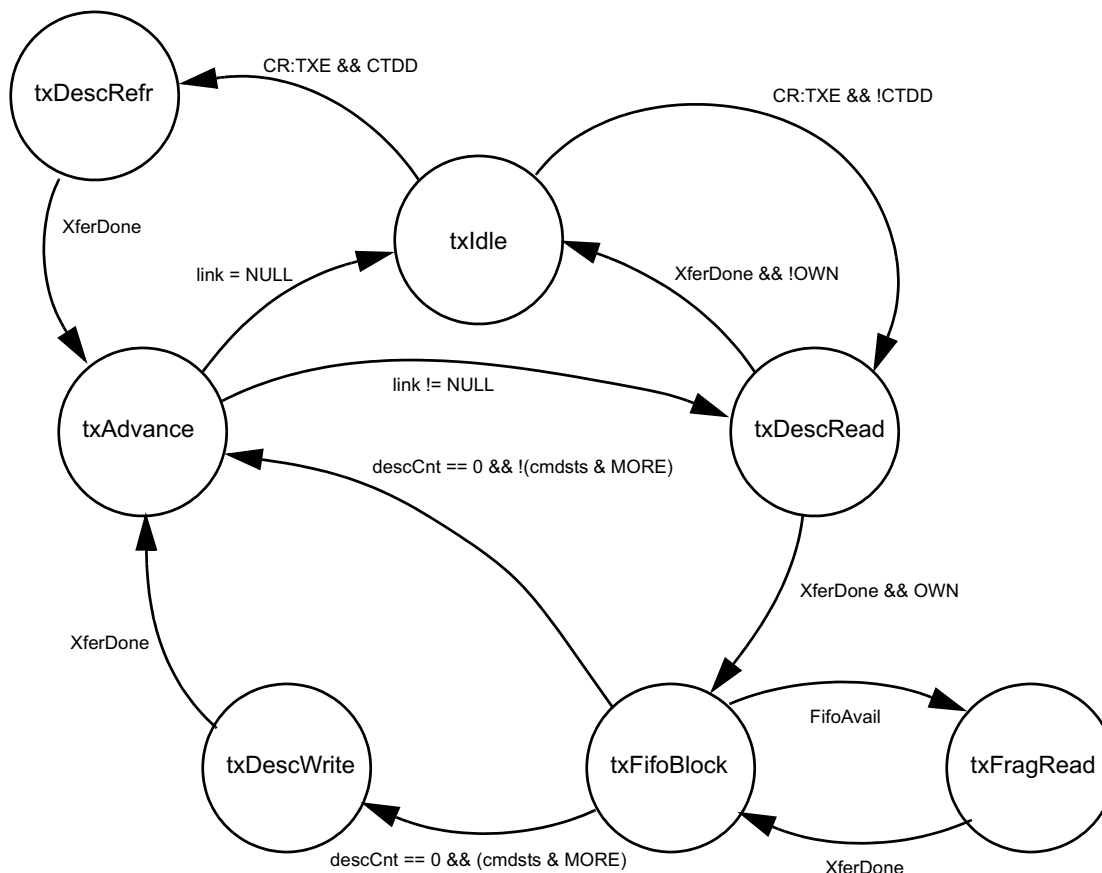 CR:TXE && CTDD
txDescRefr
CR:TXE && !CTDD
XferDone
txIdle
link = NULL
XferDone && !OWN
link != NULL
txAdvance
txDescRead
descCnt == 0 && !(cmdsts & MORE)
XferDone && OWN
XferDone
FifoAvail
txDescWrite
txFifoBlock
txFragRead
descCnt == 0 && (cmdsts & MORE)
XferDone